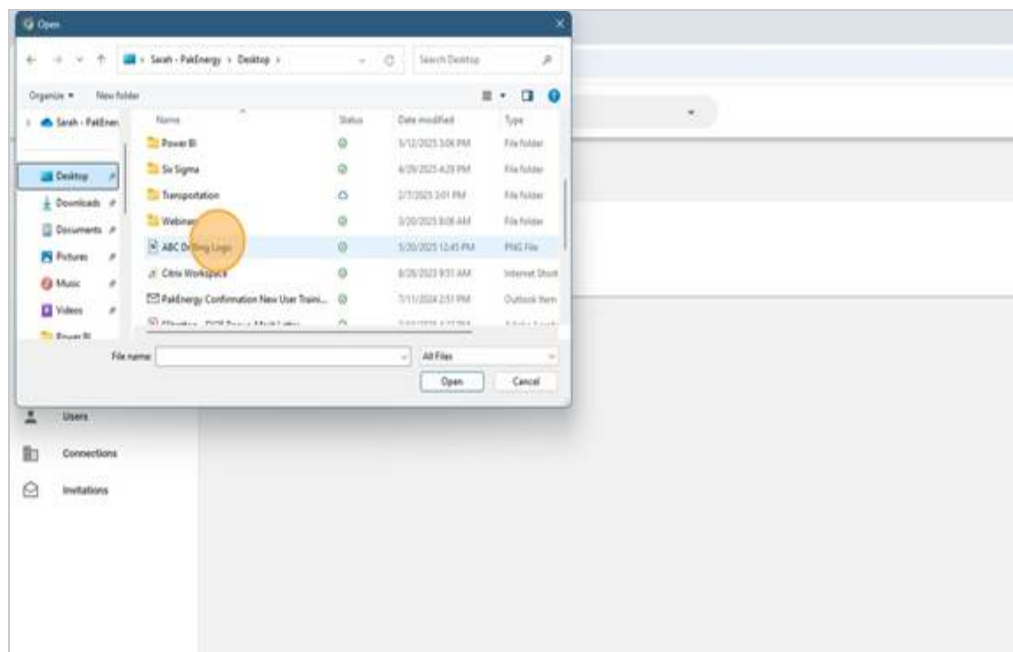 Open
Sarah - PakEnergy > Desktop >
Search Desktop
Organize
New folder
Name Status Date modified Type
Sarah - PakEner
Power BI 5/12/2025 3:06 PM File folder
Six Sigma 4/29/2025 4:29 PM File folder
Desktop
Transportation 2/7/2025 3:01 PM File folder
Downloads
Webinar 3/20/2025 8:06 AM File folder
Documents
ABC Drilling Logo 5/20/2025 12:45 PM PNG File
Pictures
Citrix Workspace 8/28/2023 9:51 AM Internet Short
Music
PakEnergy Confirmation New User Traini... 7/11/2024 2:51 PM Outlook Item
Videos
Power BI
File name:
All Files
Open
Cancel
Users
Connections
Invitations